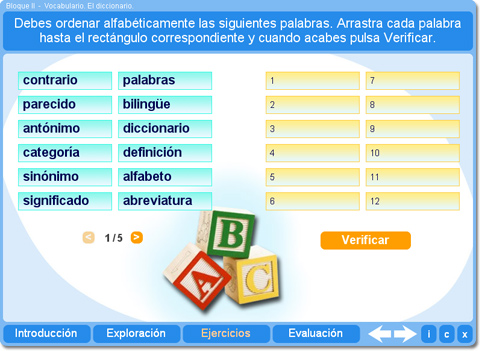 Bloque II - Vocabulario. El diccionario.
Debes ordenar alfabéticamente las siguientes palabras. Arrastra cada palabra
hasta el rectángulo correspondiente y cuando acabes pulsa Verificar.
contrario palabras 1 7
parecido bilingüe 2 8
antónimo diccionario 3 9
categoría definición 4 10
sinónimo alfabeto 5 11
significado abreviatura 6 12
< 1 / 5 >
Verificar
B
A C
Introducción Exploración Ejercicios Evaluación i c x